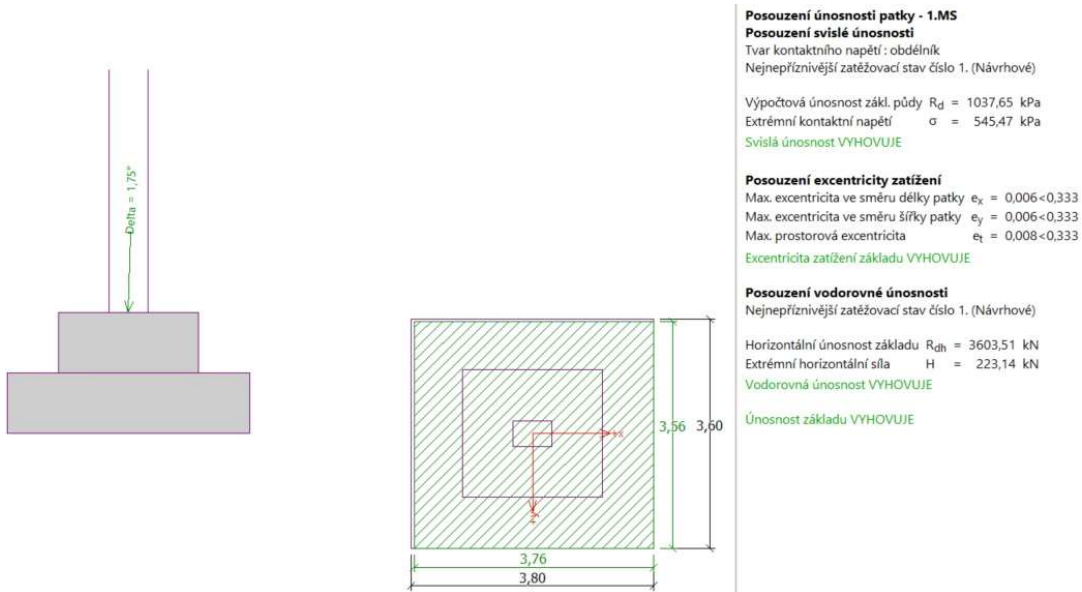 Delta = 1,75°
3,56
3,60
+x
+y
3,76
3,80
Posouzení únosnosti patky - 1.MS
Posouzení svislé únosnosti
Tvar kontaktního napětí : obdélník
Nejnepříznivější zatěžovací stav číslo 1. (Návrhové)
Výpočtová únosnost zákl. půdy Rd = 1037,65 kPa
Extrémní kontaktní napětí σ = 545,47 kPa
Svislá únosnost VYHOVUJE
Posouzení excentricity zatížení
Max. excentricita ve směru délky patky ex = 0,006<0,333
Max. excentricita ve směru šířky patky ey = 0,006<0,333
Max. prostorová excentricita et = 0,008<0,333
Excentricita zatížení základu VYHOVUJE
Posouzení vodorovné únosnosti
Nejnepříznivější zatěžovací stav číslo 1. (Návrhové)
Horizontální únosnost základu Rdh = 3603,51 kN
Extrémní horizontální síla H = 223,14 kN
Vodorovná únosnost VYHOVUJE
Únosnost základu VYHOVUJE